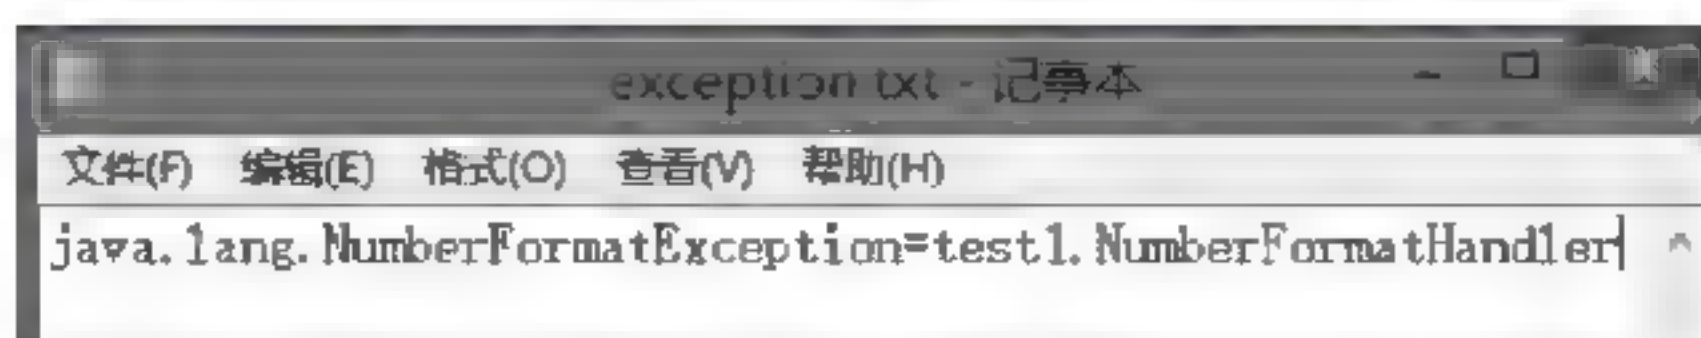 exception.txt - 记事本
文件(F) 编辑(E) 格式(O) 查看(V) 帮助(H)
java.lang.NumberFormatException=test1.NumberFormatHandler